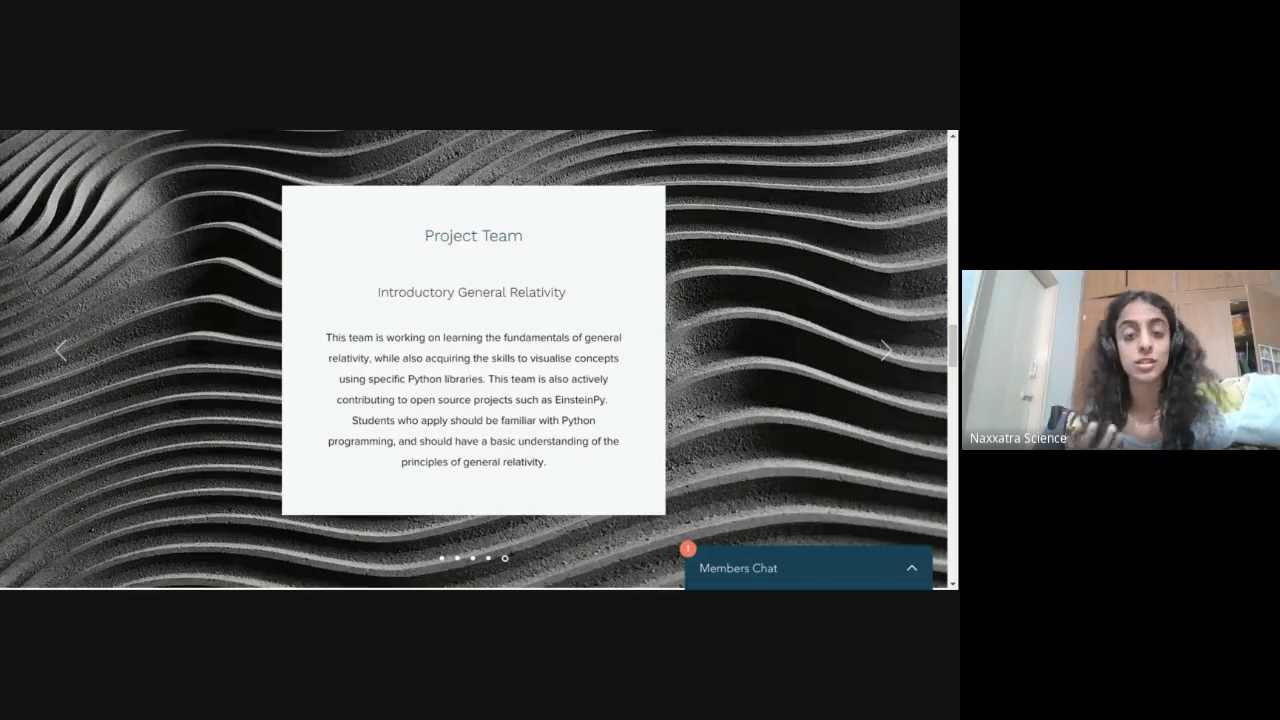 Project Team
Introductory General Relativity
This team is working on learning the fundamentals of general
relativity, while also acquiring the skills to visualise concepts
using specific Python libraries. This team is also actively
contributing to open source projects such as EinsteinPy.
Students who apply should be familiar with Python
programming, and should have a basic understanding of the
principles of general relativity.
1
Members Chat
Naxxatra Science